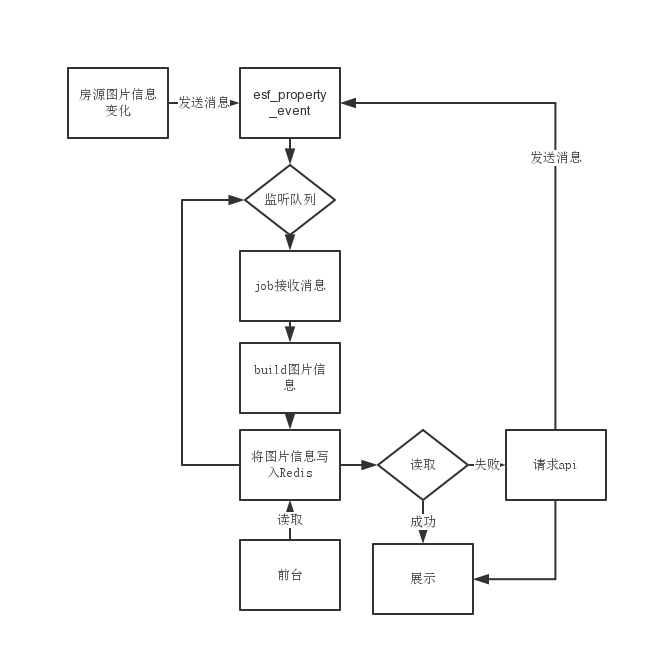 房源图片信息
变化
发送消息
esf_property
_event
发送消息
监听队列
job接收消息
build图片信
息
将图片信息写
入Redis
读取
失败
请求api
读取
成功
前台
展示